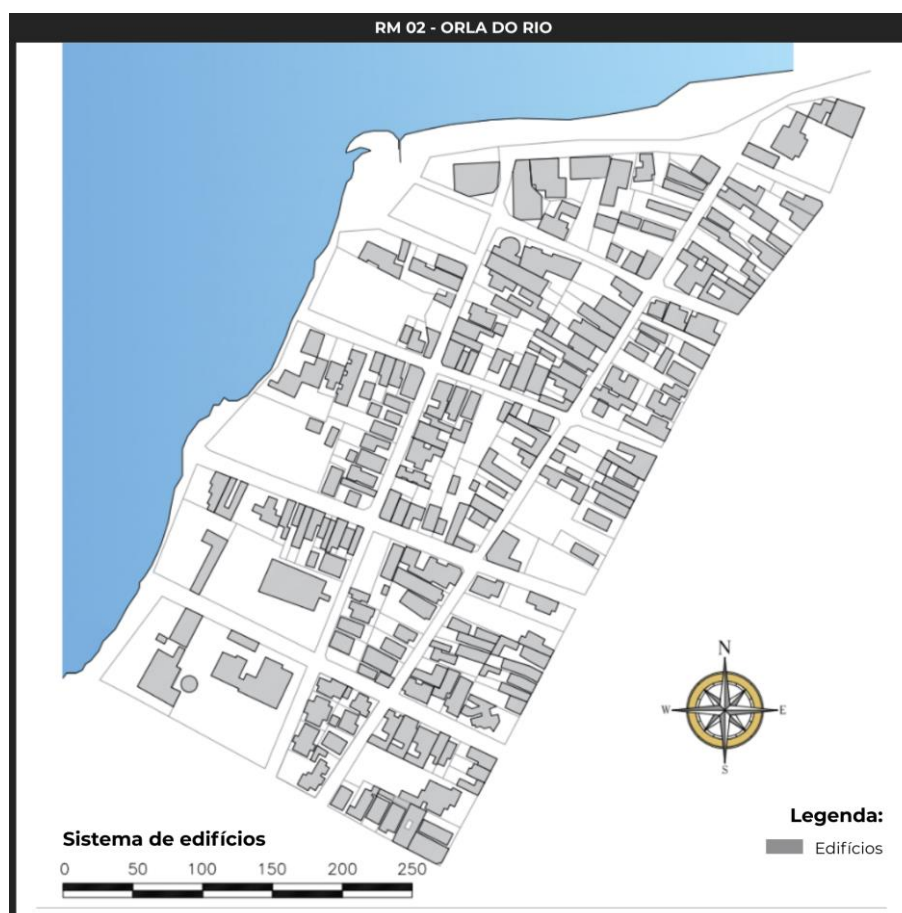 RM 02 - ORLA DO RIO
N
W
E
S
Legenda:
Edifícios
Sistema de edifícios
0 50 100 150 200 250